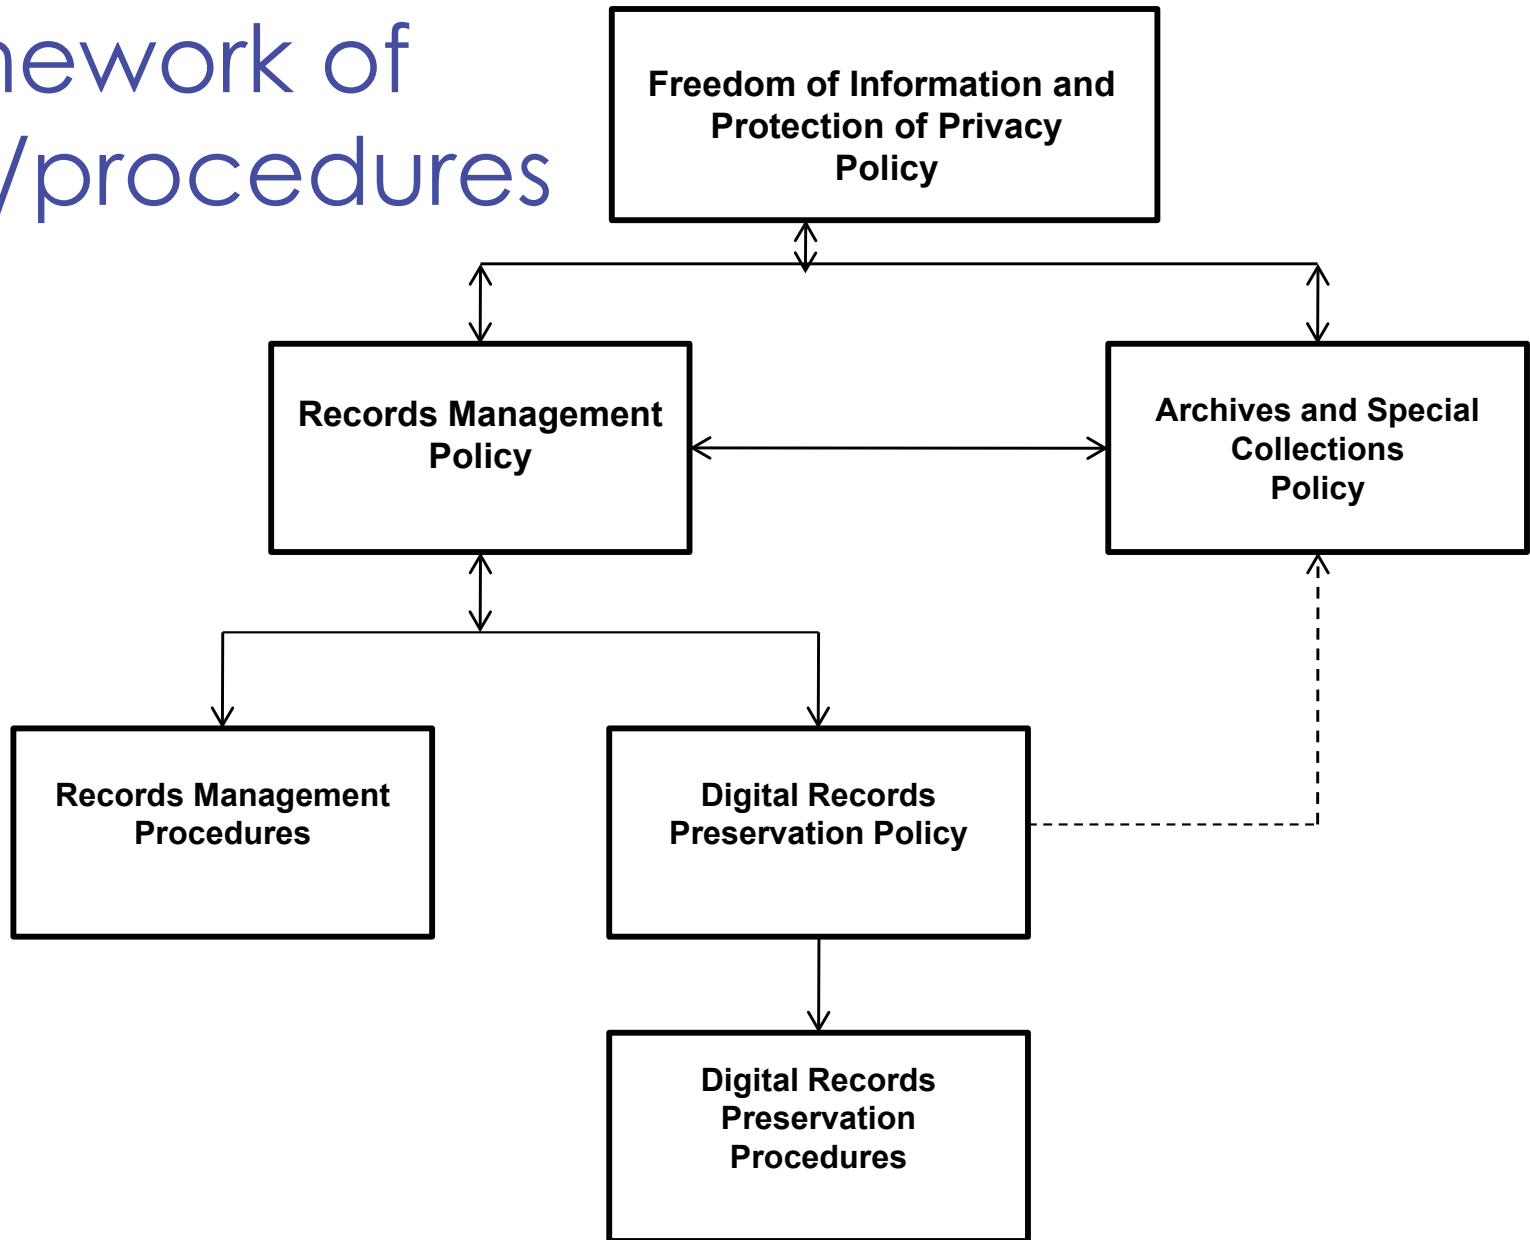 ework of
/procedures
Freedom of Information and
Protection of Privacy
Policy
Records Management
Policy
Archives and Special
Collections
Policy
Records Management
Procedures
Digital Records
Preservation Policy
Digital Records
Preservation
Procedures